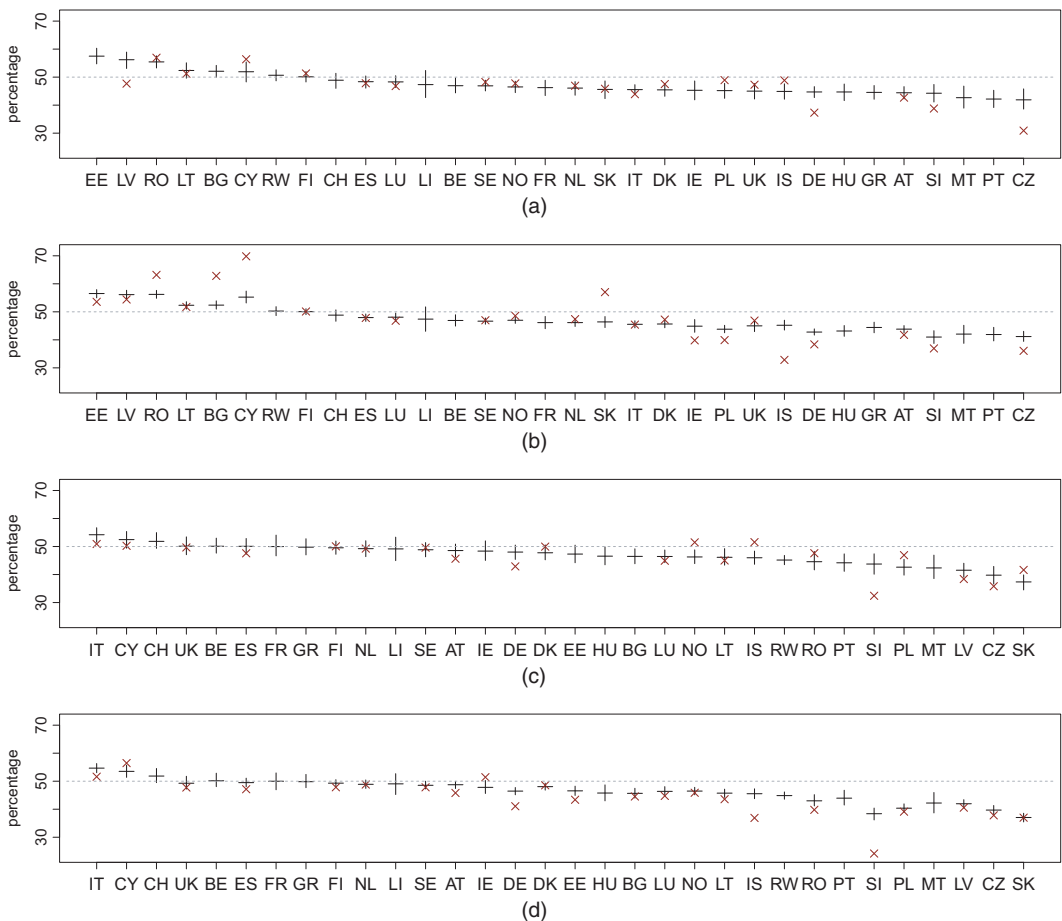 percentage
70
50
30
EE LV RO LT BG CY RW FI CH ES LU LI BE SE NO FR NL SK IT DK IE PL UK IS DE HU GR AT SI MT PT CZ
(a)
percentage
70
50
30
EE LV RO LT BG CY RW FI CH ES LU LI BE SE NO FR NL SK IT DK IE PL UK IS DE HU GR AT SI MT PT CZ
(b)
percentage
70
50
30
IT CY CH UK BE ES FR GR FI NL LI SE AT IE DE DK EE HU BG LU NO LT IS RW RO PT SI PL MT LV CZ SK
(c)
percentage
70
50
30
IT CY CH UK BE ES FR GR FI NL LI SE AT IE DE DK EE HU BG LU NO LT IS RW RO PT SI PL MT LV CZ SK
(d)